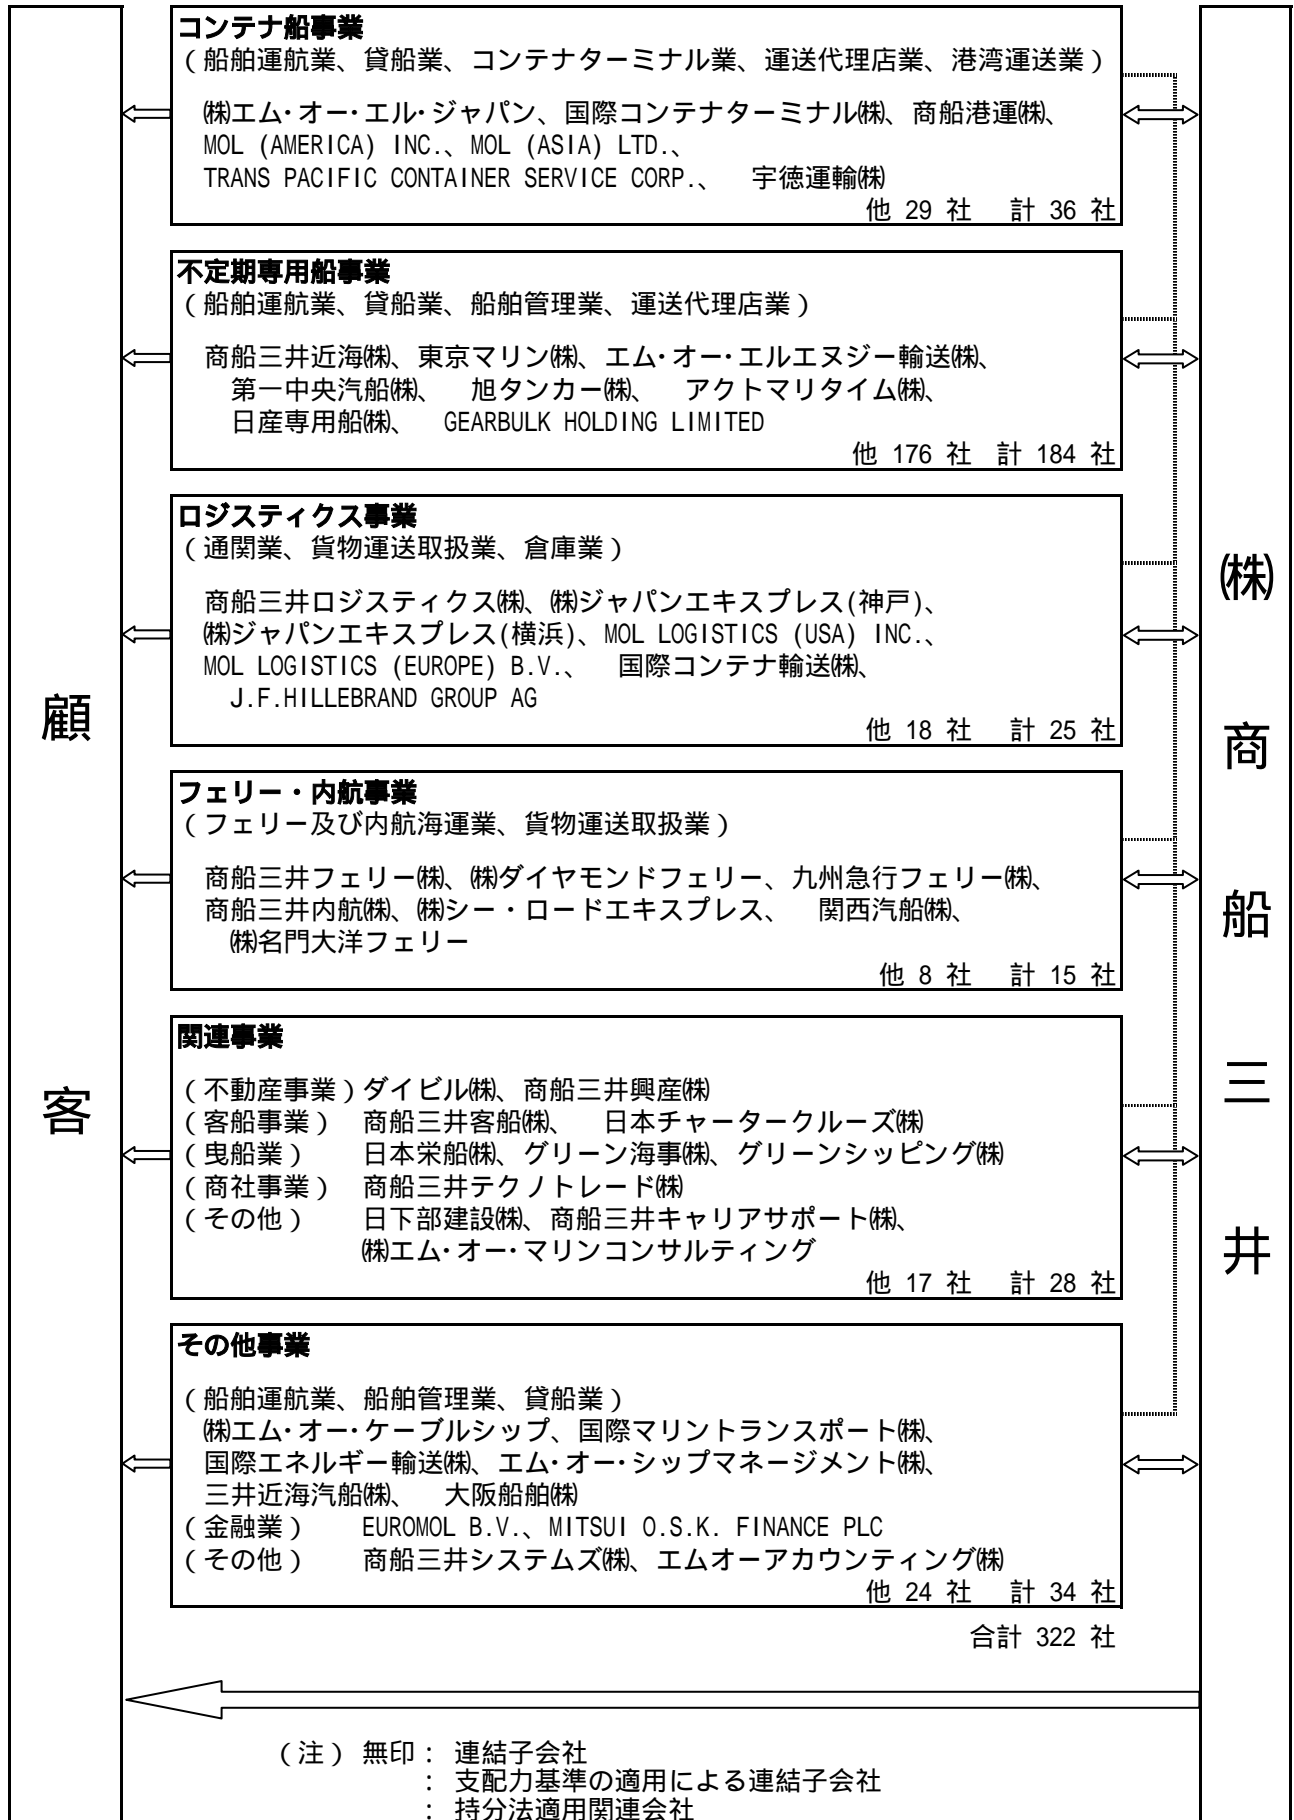 コンテナ船事業
(船舶運航業、貸船業、コンテナターミナル業、運送代理店業、港湾運送業)
㈱エム・オー・エル・ジャパン、国際コンテナターミナル㈱、商船港運㈱、
MOL (AMERICA) INC.、MOL (ASIA) LTD.、
TRANS PACIFIC CONTAINER SERVICE CORP.、 宇徳運輸㈱
他 29 社 計 36 社
不定期専用船事業
(船舶運航業、貸船業、船舶管理業、運送代理店業)
商船三井近海㈱、東京マリン㈱、エム・オー・エルエヌジー輸送㈱、
第一中央汽船㈱、 旭タンカー㈱、 アクトマリタイム㈱、
日産専用船㈱、 GEARBULK HOLDING LIMITED
他 176 社 計 184 社
ロジスティクス事業
(通関業、貨物運送取扱業、倉庫業)
商船三井ロジスティクス㈱、㈱ジャパンエキスプレス(神戸)、
㈱ジャパンエキスプレス(横浜)、MOL LOGISTICS (USA) INC.、
MOL LOGISTICS (EUROPE) B.V.、 国際コンテナ輸送㈱、
J.F.HILLEBRAND GROUP AG
他 18 社 計 25 社
フェリー・内航事業
(フェリー及び内航海運業、貨物運送取扱業)
商船三井フェリー㈱、㈱ダイヤモンドフェリー、九州急行フェリー㈱、
商船三井内航㈱、㈱シー・ロードエキスプレス、 関西汽船㈱、
㈱名門大洋フェリー
他 8 社 計 15 社
関連事業
(不動産事業)ダイビル㈱、商船三井興産㈱
(客船事業) 商船三井客船㈱、 日本チャータークルーズ㈱
(曳船業) 日本栄船㈱、グリーン海事㈱、グリーンシッピング㈱
(商社事業) 商船三井テクノトレード㈱
(その他) 日下部建設㈱、商船三井キャリアサポート㈱、
㈱エム・オー・マリンコンサルティング
他 17 社 計 28 社
その他事業
(船舶運航業、船舶管理業、貸船業)
㈱エム・オー・ケーブルシップ、国際マリントランスポート㈱、
国際エネルギー輸送㈱、エム・オー・シップマネージメント㈱、
三井近海汽船㈱、 大阪船舶㈱
(金融業) EUROMOL B.V.、MITSUI O.S.K. FINANCE PLC
(その他) 商船三井システムズ㈱、エムオーアカウンティング㈱
他 24 社 計 34 社
合計 322 社
顧客
㈱商船三井
(注) 無印: 連結子会社
: 支配力基準の適用による連結子会社
: 持分法適用関連会社